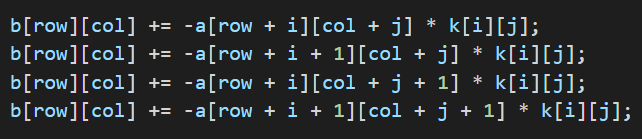 b[row][col] += -a[row + i][col + j] * k[i][j];
b[row][col] += -a[row + i + 1][col + j] * k[i][j];
b[row][col] += -a[row + i][col + j + 1] * k[i][j];
b[row][col] += -a[row + i + 1][col + j + 1] * k[i][j];